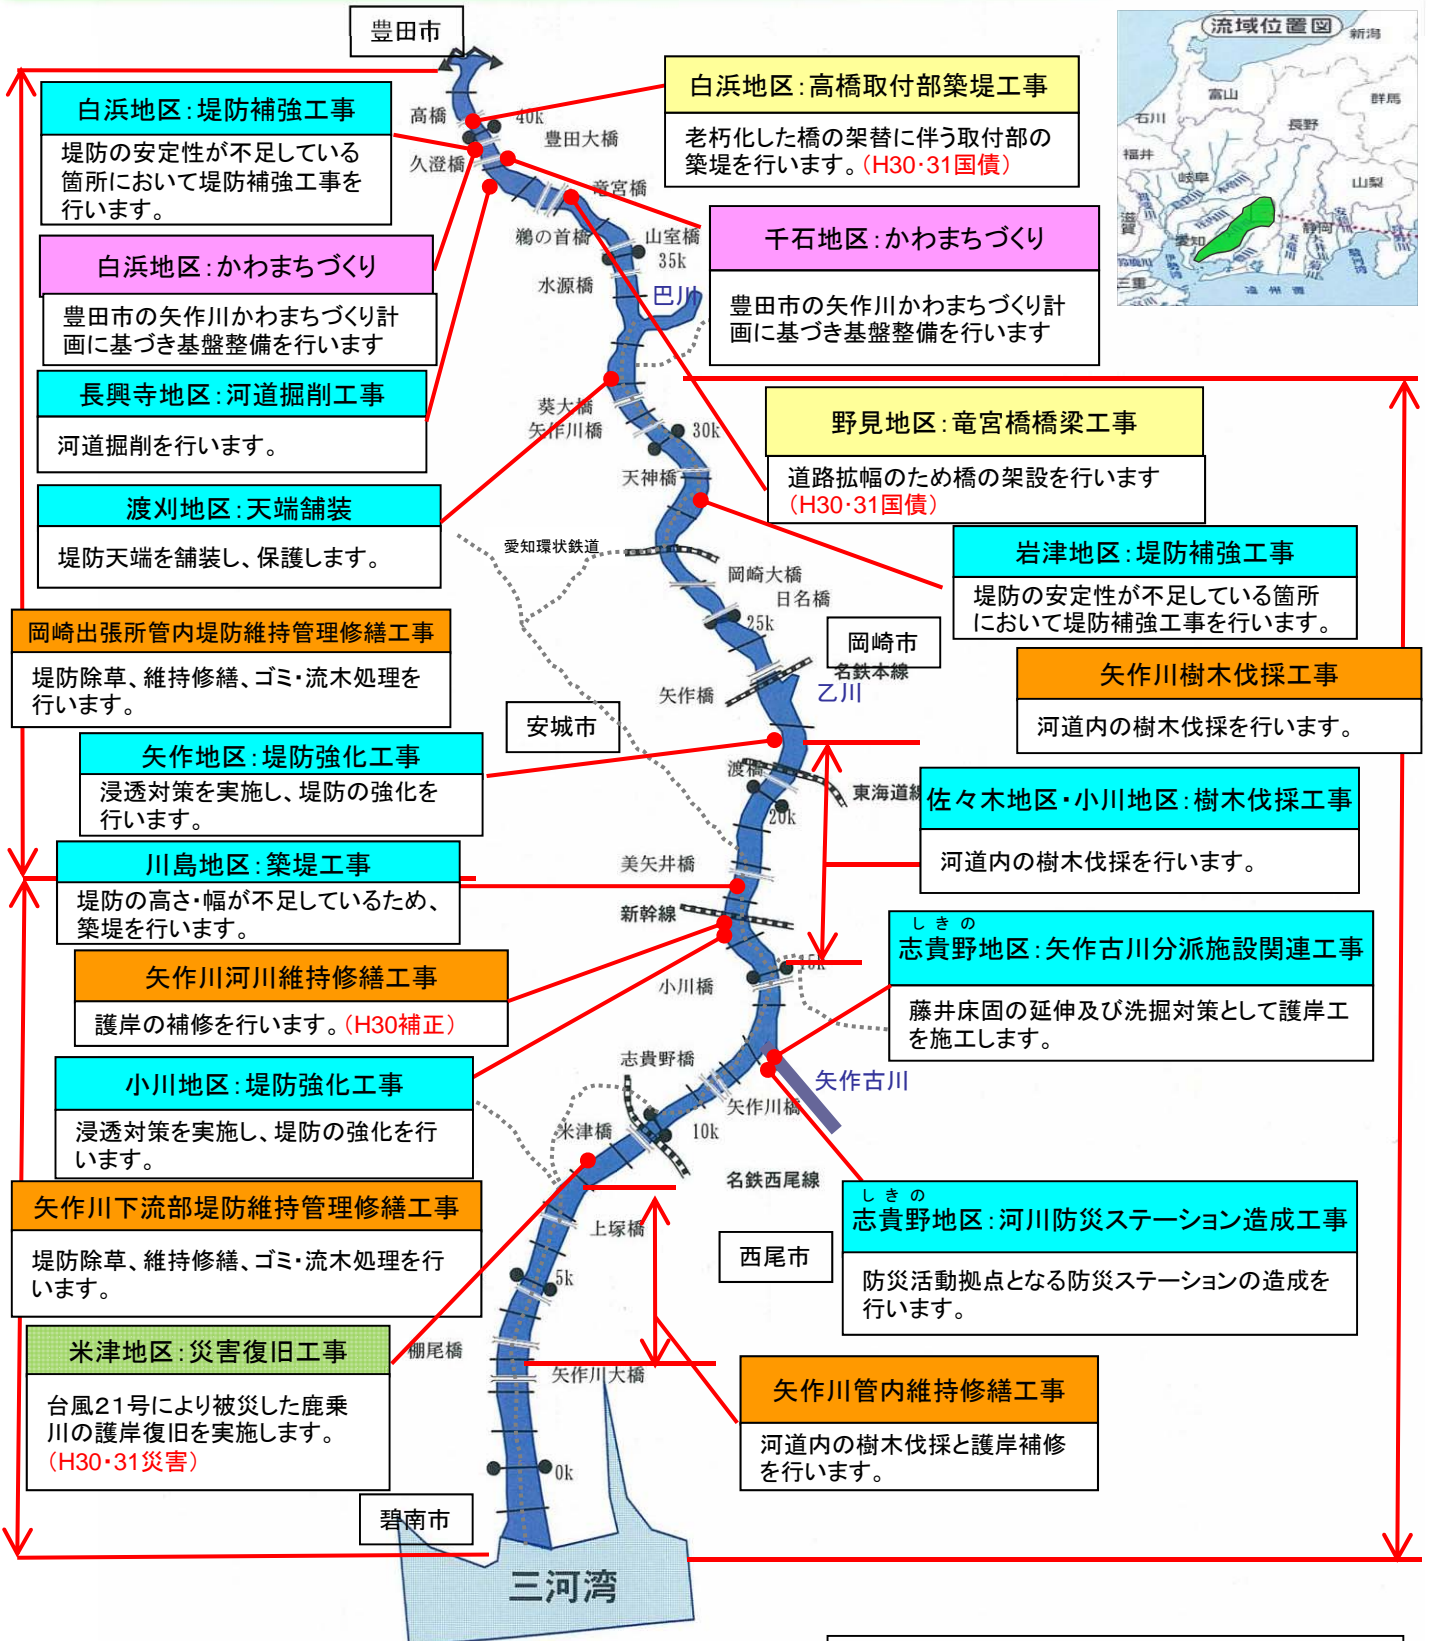 豊田市
流域位置図
新潟
富山
群馬
石川
長野
福井
岐阜
山梨
滋賀
愛知
静岡
三重
伊勢湾
駿河湾
遠州灘
天竜川
白浜地区：堤防補強工事
堤防の安定性が不足している
箇所において堤防補強工事を
行います。
白浜地区：高橋取付部築堤工事
老朽化した橋の架替に伴う取付部の
築堤を行います。（H30・31国債）
高橋
40k
豊田大橋
久澄橋
竜宮橋
鵜の首橋
山室橋
35k
水源橋
巴川
白浜地区：かわまちづくり
豊田市の矢作川かわまちづくり計
画に基づき基盤整備を行います
千石地区：かわまちづくり
豊田市の矢作川かわまちづくり計
画に基づき基盤整備を行います
長興寺地区：河道掘削工事
河道掘削を行います。
葵大橋
矢作川橋
30k
天神橋
野見地区：竜宮橋橋梁工事
道路拡幅のため橋の架設を行います
（H30・31国債）
渡刈地区：天端舗装
堤防天端を舗装し、保護します。
愛知環状鉄道
岡崎大橋
日名橋
25k
岩津地区：堤防補強工事
堤防の安定性が不足している箇所
において堤防補強工事を行います。
岡崎出張所管内堤防維持管理修繕工事
堤防除草、維持修繕、ゴミ・流木処理を
行います。
岡崎市
名鉄本線
矢作橋
乙川
矢作川樹木伐採工事
河道内の樹木伐採を行います。
安城市
矢作地区：堤防強化工事
浸透対策を実施し、堤防の強化を
行います。
渡橋
東海道線
20k
佐々木地区・小川地区：樹木伐採工事
河道内の樹木伐採を行います。
川島地区：築堤工事
堤防の高さ・幅が不足しているため、
築堤を行います。
美矢井橋
新幹線
矢作川河川維持修繕工事
護岸の補修を行います。（H30補正）
小川橋
15k
しきの
志貴野地区：矢作古川分派施設関連工事
藤井床固の延伸及び洗掘対策として護岸工
を施工します。
小川地区：堤防強化工事
浸透対策を実施し、堤防の強化を行
います。
志貴野橋
矢作古川
矢作川橋
米津橋
10k
名鉄西尾線
矢作川下流部堤防維持管理修繕工事
堤防除草、維持修繕、ゴミ・流木処理を行
います。
上塚橋
西尾市
しきの
志貴野地区：河川防災ステーション造成工事
防災活動拠点となる防災ステーションの造成を
行います。
5k
米津地区：災害復旧工事
台風２１号により被災した鹿乗
川の護岸復旧を実施します。
（H30・31災害）
棚尾橋
矢作川大橋
矢作川管内維持修繕工事
河道内の樹木伐採と護岸補修
を行います。
0k
碧南市
三河湾